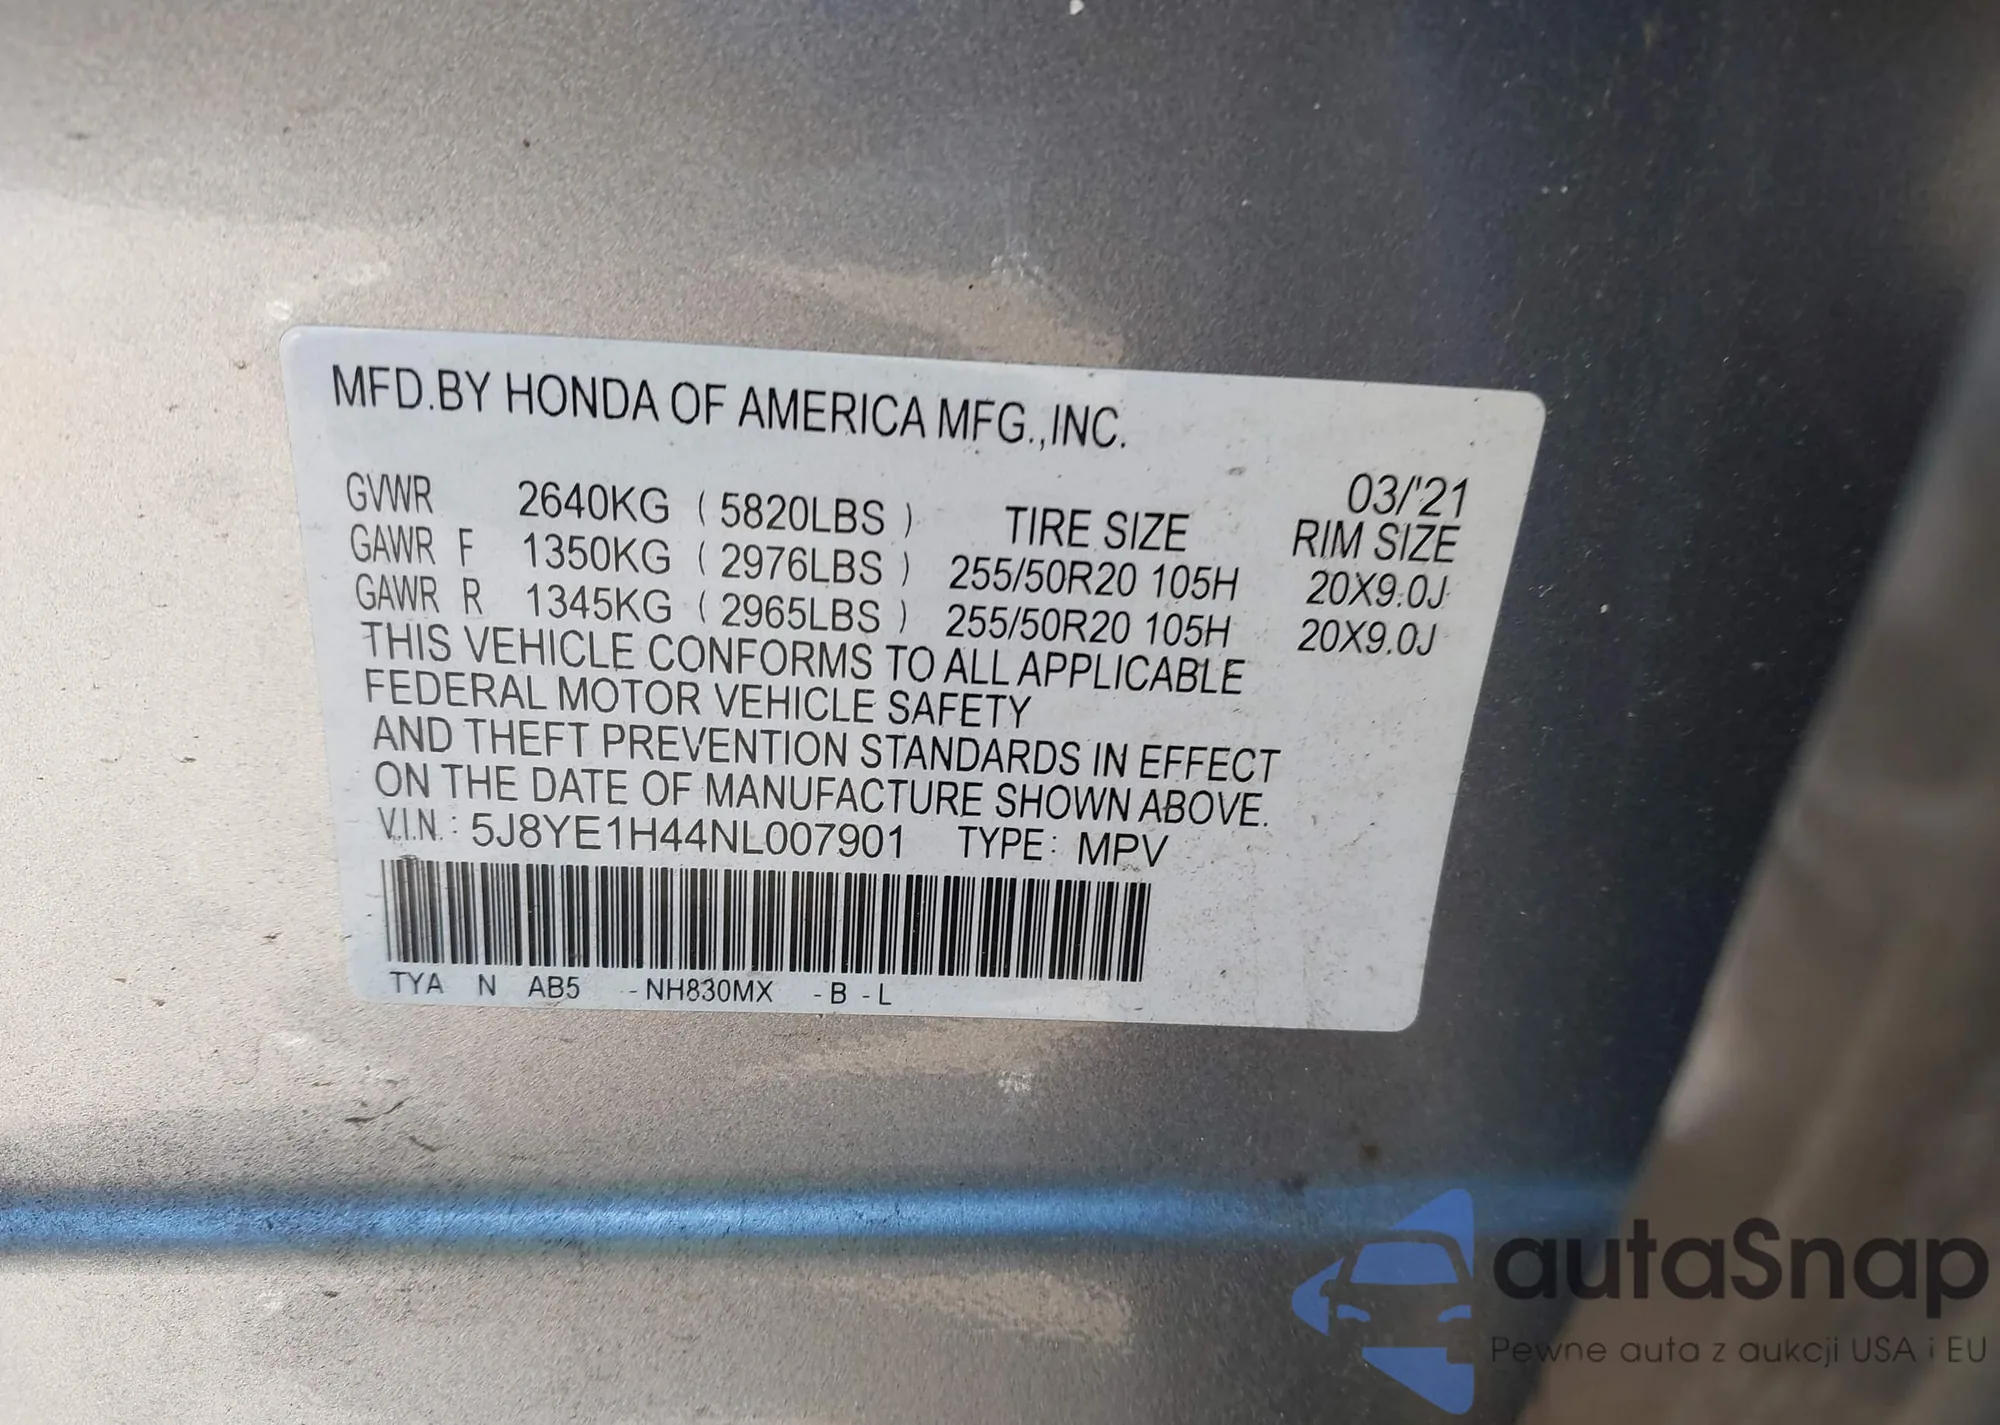 MFD.BY HONDA OF AMERICA MFG.,INC.
03/'21
GVWR 2640KG ( 5820LBS ) TIRE SIZE RIM SIZE
GAWR F 1350KG ( 2976LBS ) 255/50R20 105H 20X9.0J
GAWR R 1345KG ( 2965LBS ) 255/50R20 105H 20X9.0J
THIS VEHICLE CONFORMS TO ALL APPLICABLE
FEDERAL MOTOR VEHICLE SAFETY
AND THEFT PREVENTION STANDARDS IN EFFECT
ON THE DATE OF MANUFACTURE SHOWN ABOVE.
V.I.N.: 5J8YE1H44NL007901 TYPE: MPV
TYA N AB5 -NH830MX -B -L
autaSnap
Pewne auta z aukcji USA i EU